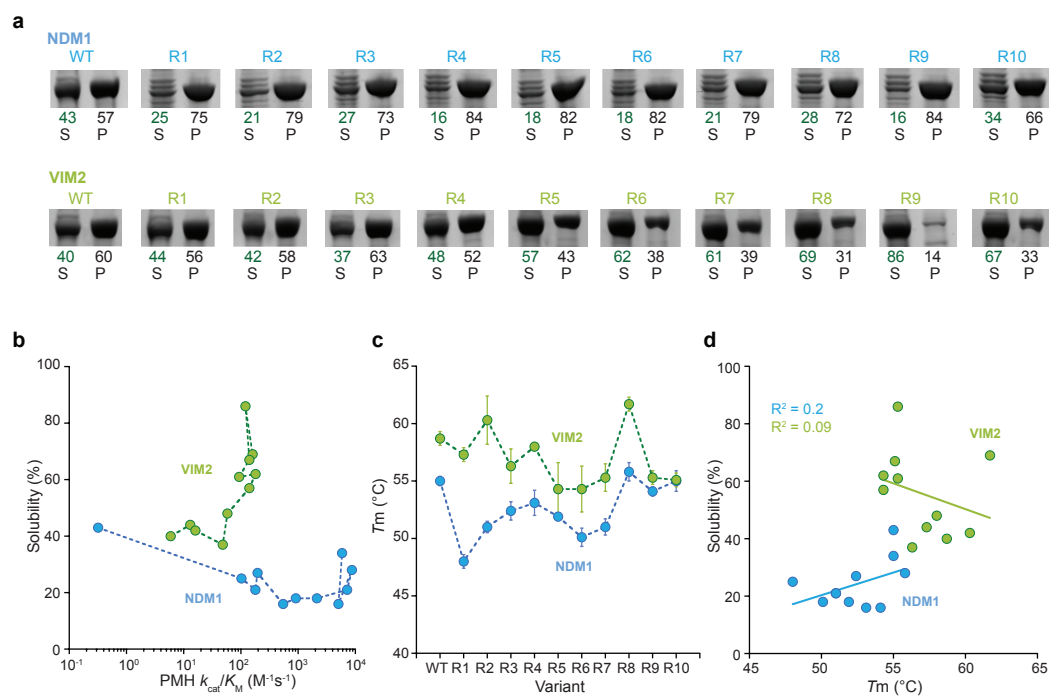 a
NDM1
WT R1 R2 R3 R4 R5 R6 R7 R8 R9 R10
43 57 25 75 21 79 27 73 16 84 18 82 18 82 21 79 28 72 16 84 34 66
S P S P S P S P S P S P S P S P S P S P S P
VIM2
WT R1 R2 R3 R4 R5 R6 R7 R8 R9 R10
40 60 44 56 42 58 37 63 48 52 57 43 62 38 61 39 69 31 86 14 67 33
S P S P S P S P S P S P S P S P S P S P S P
b
Solubility (%)
100
80
60
40
20
0
VIM2
NDM1
10⁻¹ 10⁰ 10¹ 10² 10³ 10⁴
PMH kcat/KM (M⁻¹s⁻¹)
c
Tm (°C)
65
60
55
50
45
40
VIM2
NDM1
WT R1 R2 R3 R4 R5 R6 R7 R8 R9 R10
Variant
d
Solubility (%)
100
80
60
40
20
0
R² = 0.2
R² = 0.09
VIM2
NDM1
45 50 55 60 65
Tm (°C)